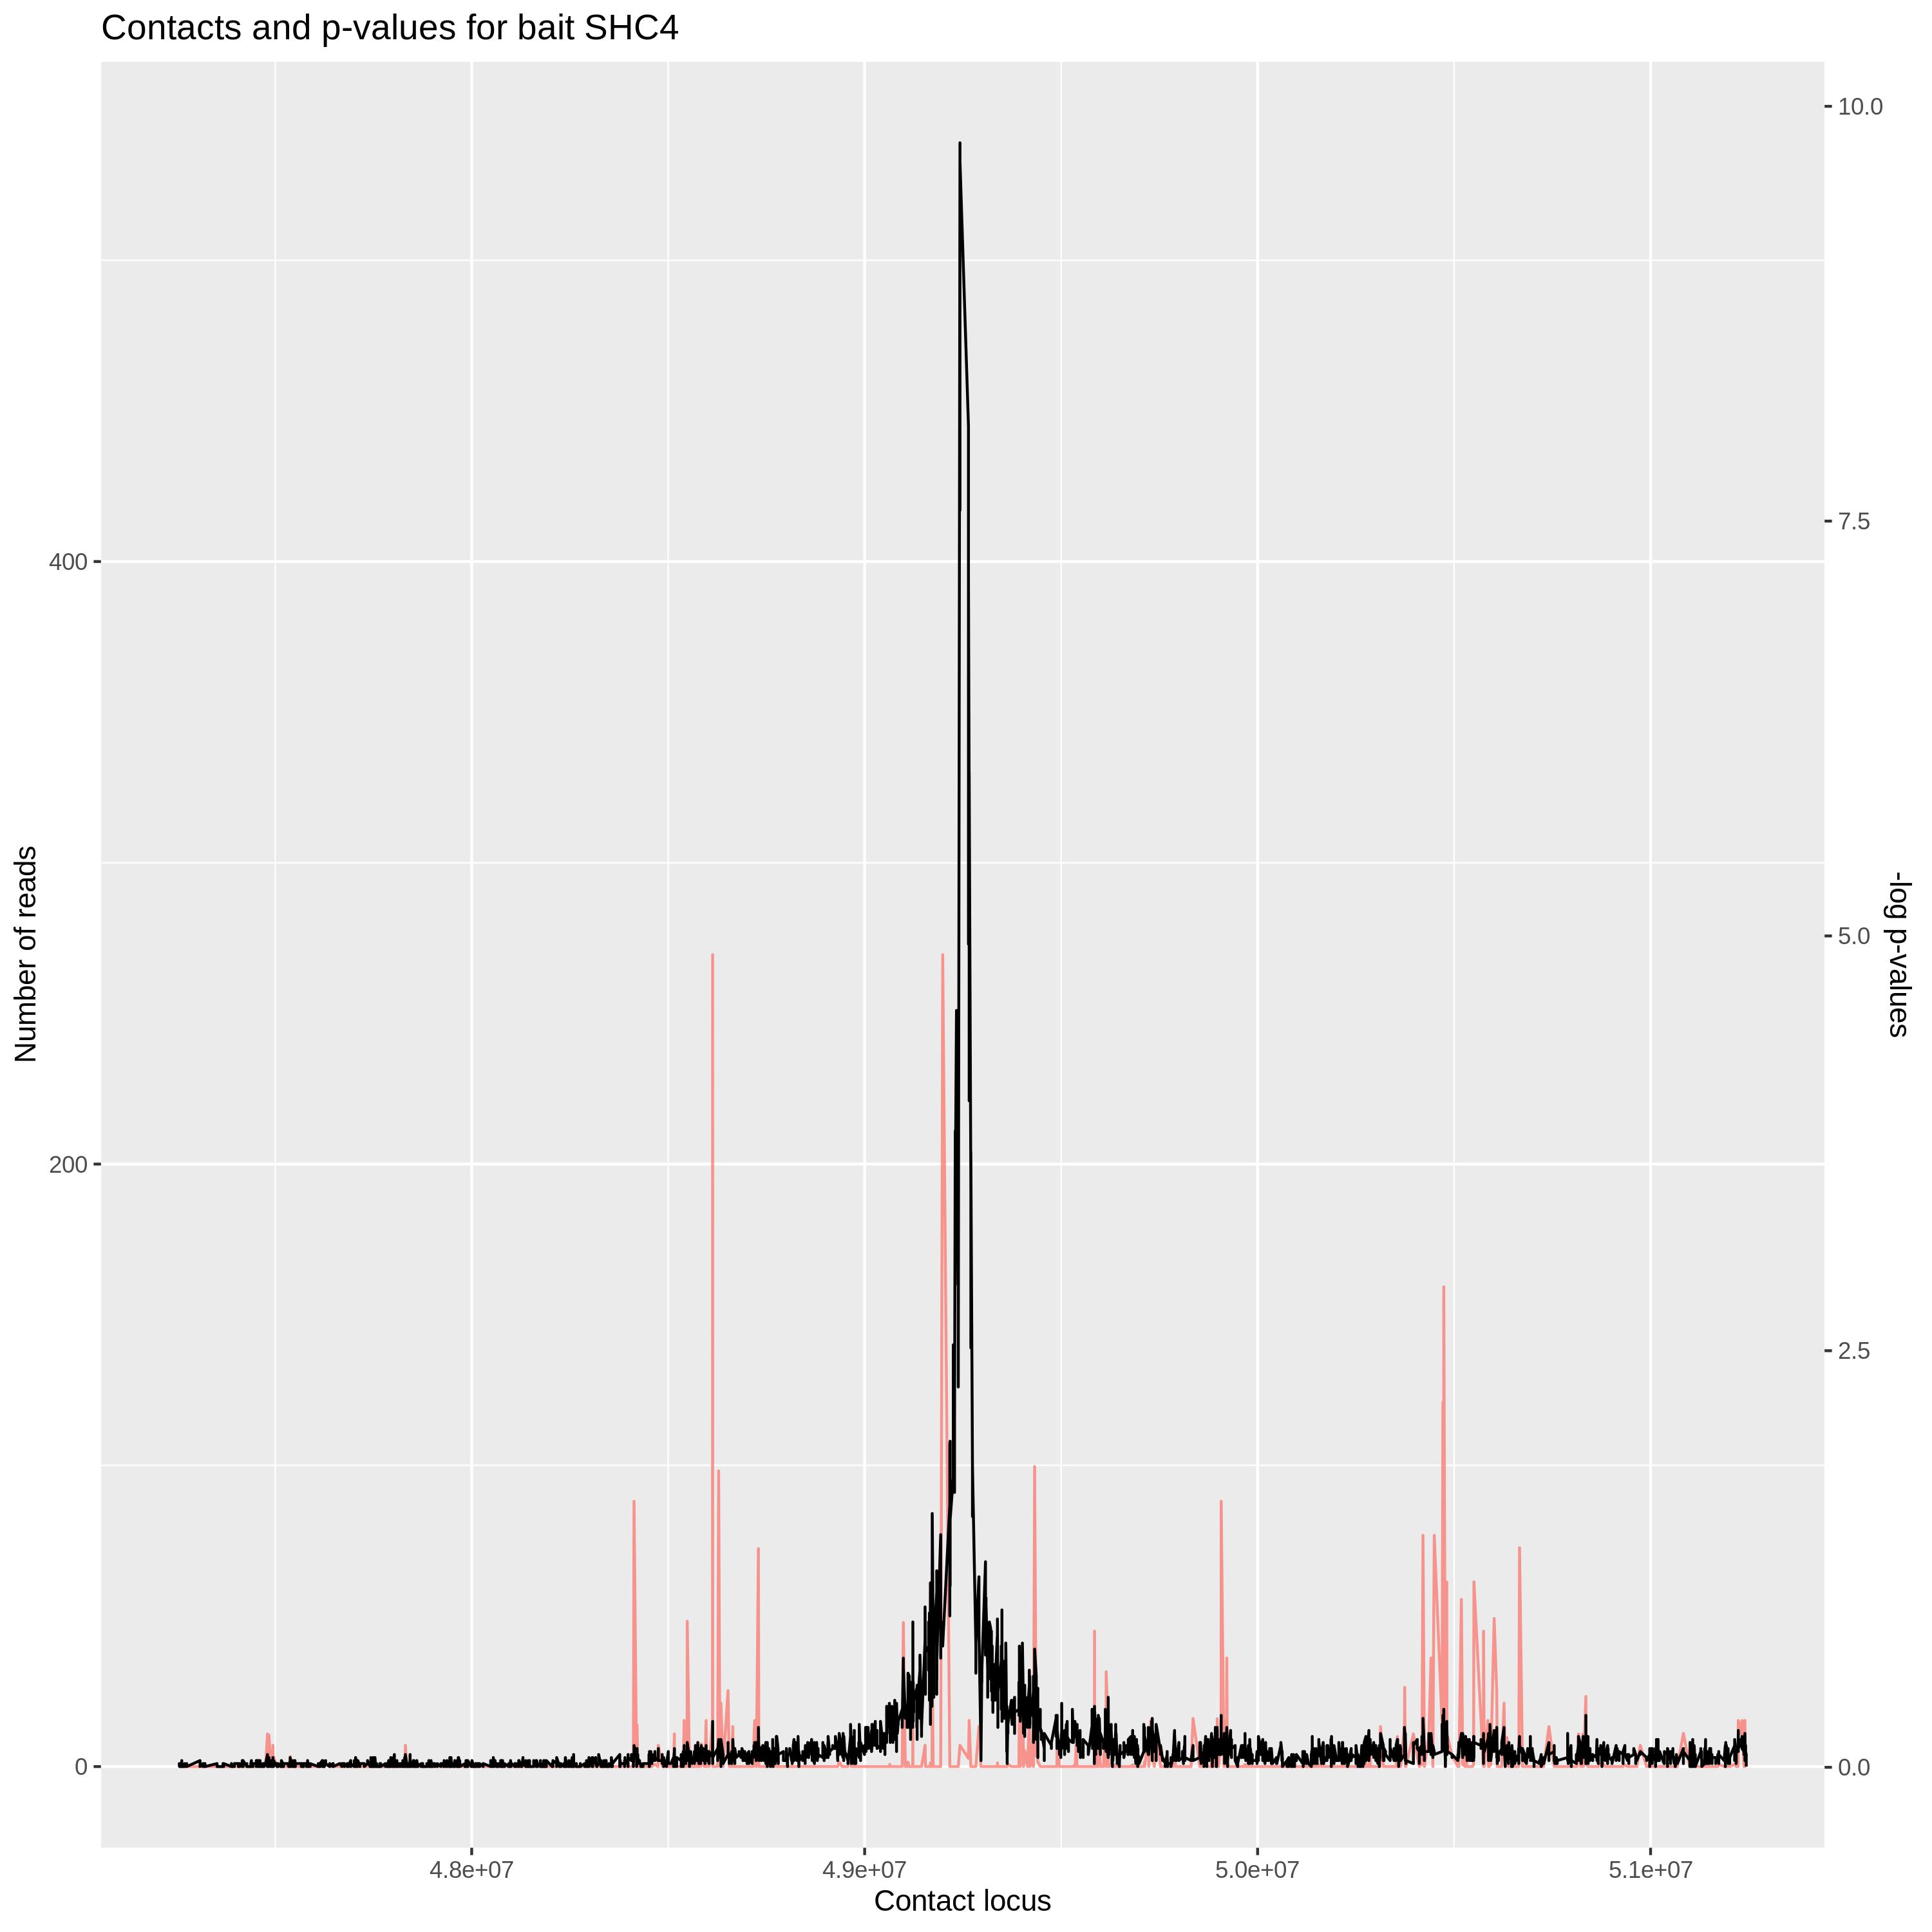 Contacts and p-values for bait SHC4
10.0
7.5
400
Number of reads
-log p-values
5.0
200
2.5
0
0.0
4.8e+07
4.9e+07
5.0e+07
5.1e+07
Contact locus